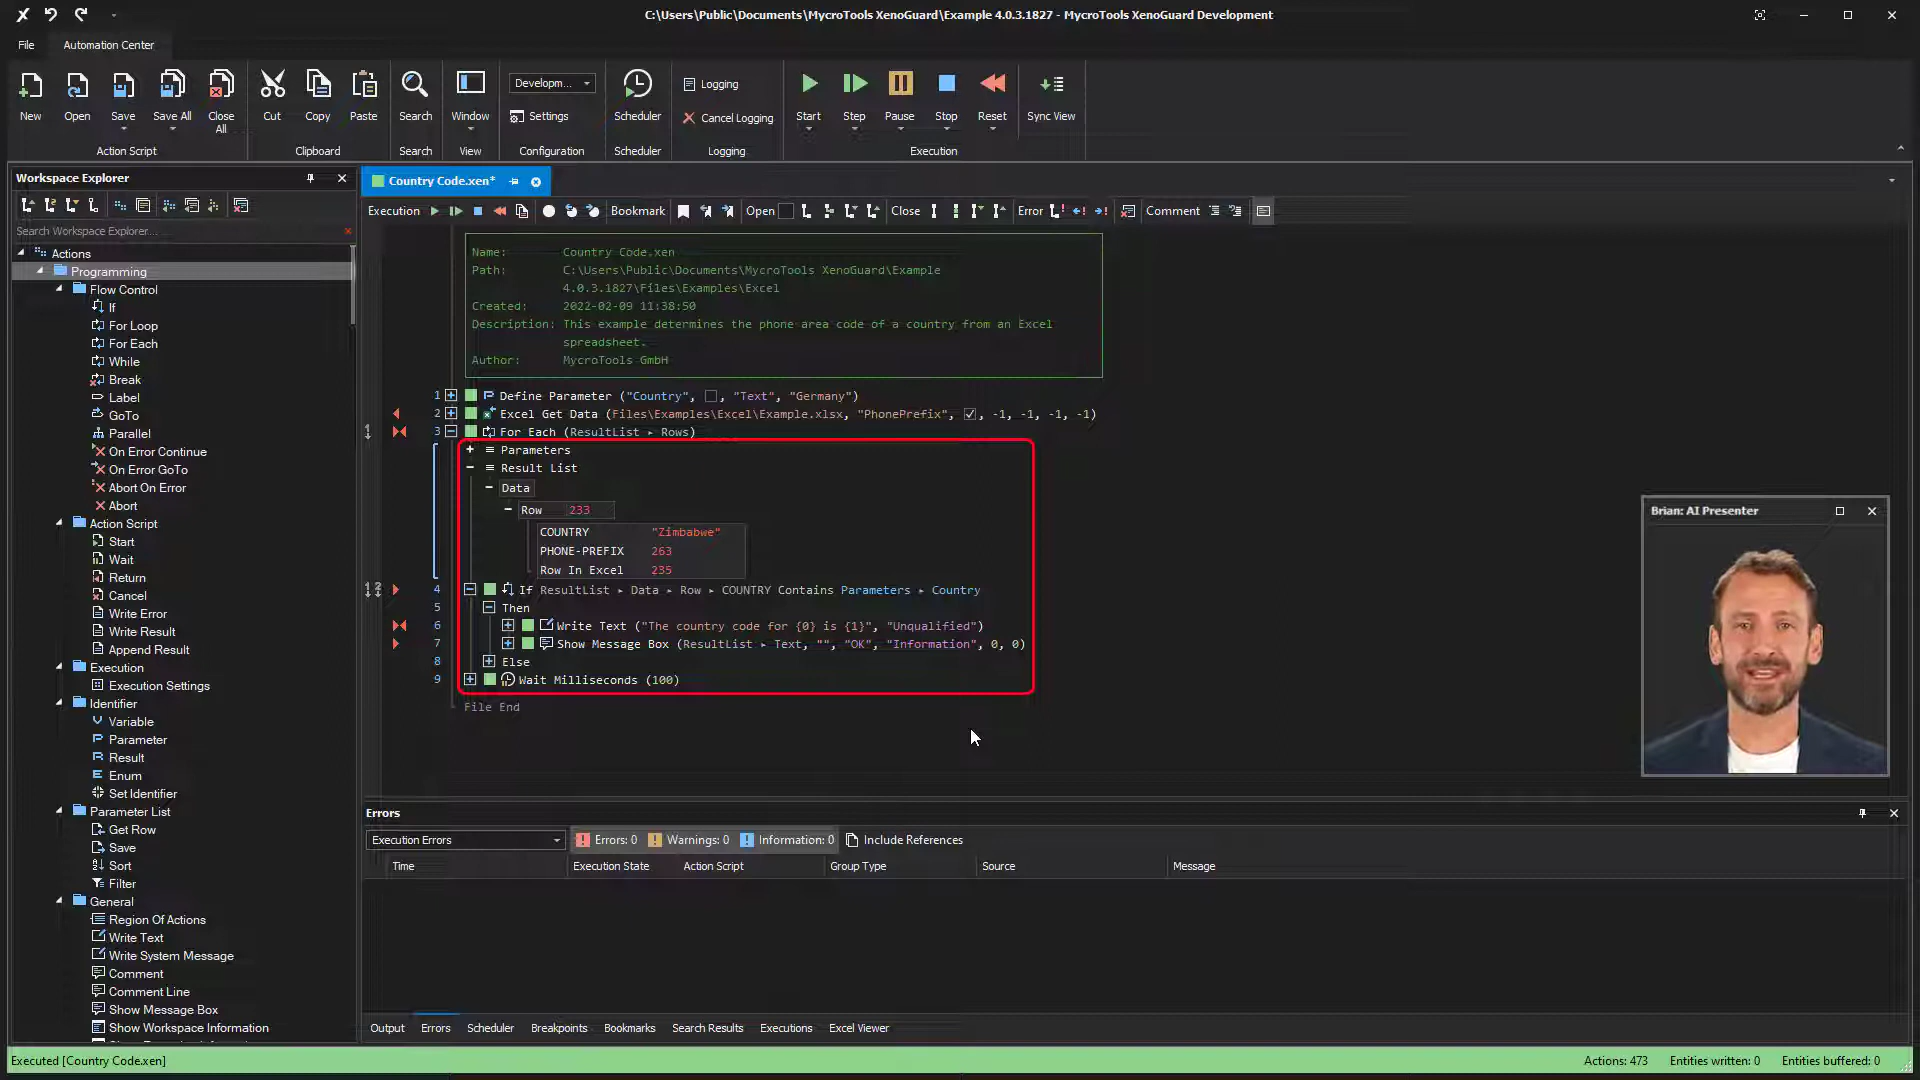 C:\Users\Public\Documents\MycroTools XenoGuard\Example 4.0.3.1827 - MycroTools XenoGuard Development
File Automation Center
New Open Save Save All Close All Cut Copy Paste Search Window Developm... Settings Scheduler Logging Cancel Logging Start Step Pause Stop Reset Sync View
Action Script Clipboard Search View Configuration Scheduler Logging Execution
Workspace Explorer
Search Workspace Explorer...
Actions
Programming
Flow Control
If
For Loop
For Each
While
Break
Label
GoTo
Parallel
On Error Continue
On Error GoTo
Abort On Error
Abort
Action Script
Start
Wait
Return
Cancel
Write Error
Write Result
Append Result
Execution
Execution Settings
Identifier
Variable
Parameter
Result
Enum
Set Identifier
Parameter List
Get Row
Save
Sort
Filter
General
Region Of Actions
Write Text
Write System Message
Comment
Comment Line
Show Message Box
Show Workspace Information
Country Code.xen*
Execution Bookmark Open Close Error Comment
Name: Country Code.xen
Path: C:\Users\Public\Documents\MycroTools XenoGuard\Example
4.0.3.1827\Files\Examples\Excel
Created: 2022-02-09 11:38:50
Description: This example determines the phone area code of a country from an Excel
spreadsheet.
Author: MycroTools GmbH
1 Define Parameter ("Country", , "Text", "Germany")
2 Excel Get Data (Files\Examples\Excel\Example.xlsx, "PhonePrefix", , -1, -1, -1, -1)
3 For Each (ResultList ▸ Rows)
Parameters
Result List
Data
Row 233
COUNTRY "Zimbabwe"
PHONE-PREFIX 263
Row In Excel 235
4 If ResultList ▸ Data ▸ Row ▸ COUNTRY Contains Parameters ▸ Country
5 Then
6 Write Text ("The country code for {0} is {1}", "Unqualified")
7 Show Message Box (ResultList ▸ Text, "", "OK", "Information", 0, 0)
8 Else
9 Wait Milliseconds (100)
File End
Brian: AI Presenter
Errors
Execution Errors Errors: 0 Warnings: 0 Information: 0 Include References
Time Execution State Action Script Group Type Source Message
Output Errors Scheduler Breakpoints Bookmarks Search Results Executions Excel Viewer
Executed [Country Code.xen] Actions: 473 Entities written: 0 Entities buffered: 0